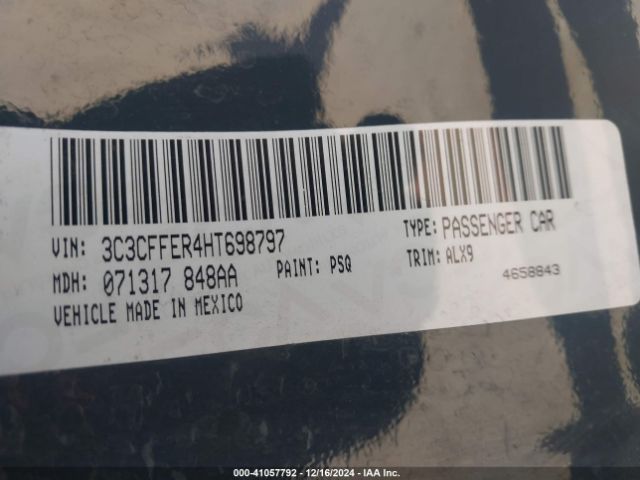 VIN: 3C3CFFER4HT698797
TYPE: PASSENGER CAR
MDH: 071317 848AA
PAINT: PSQ
TRIM: ALX9
4658843
VEHICLE MADE IN MEXICO
000-41057792 - 12/16/2024 - IAA Inc.